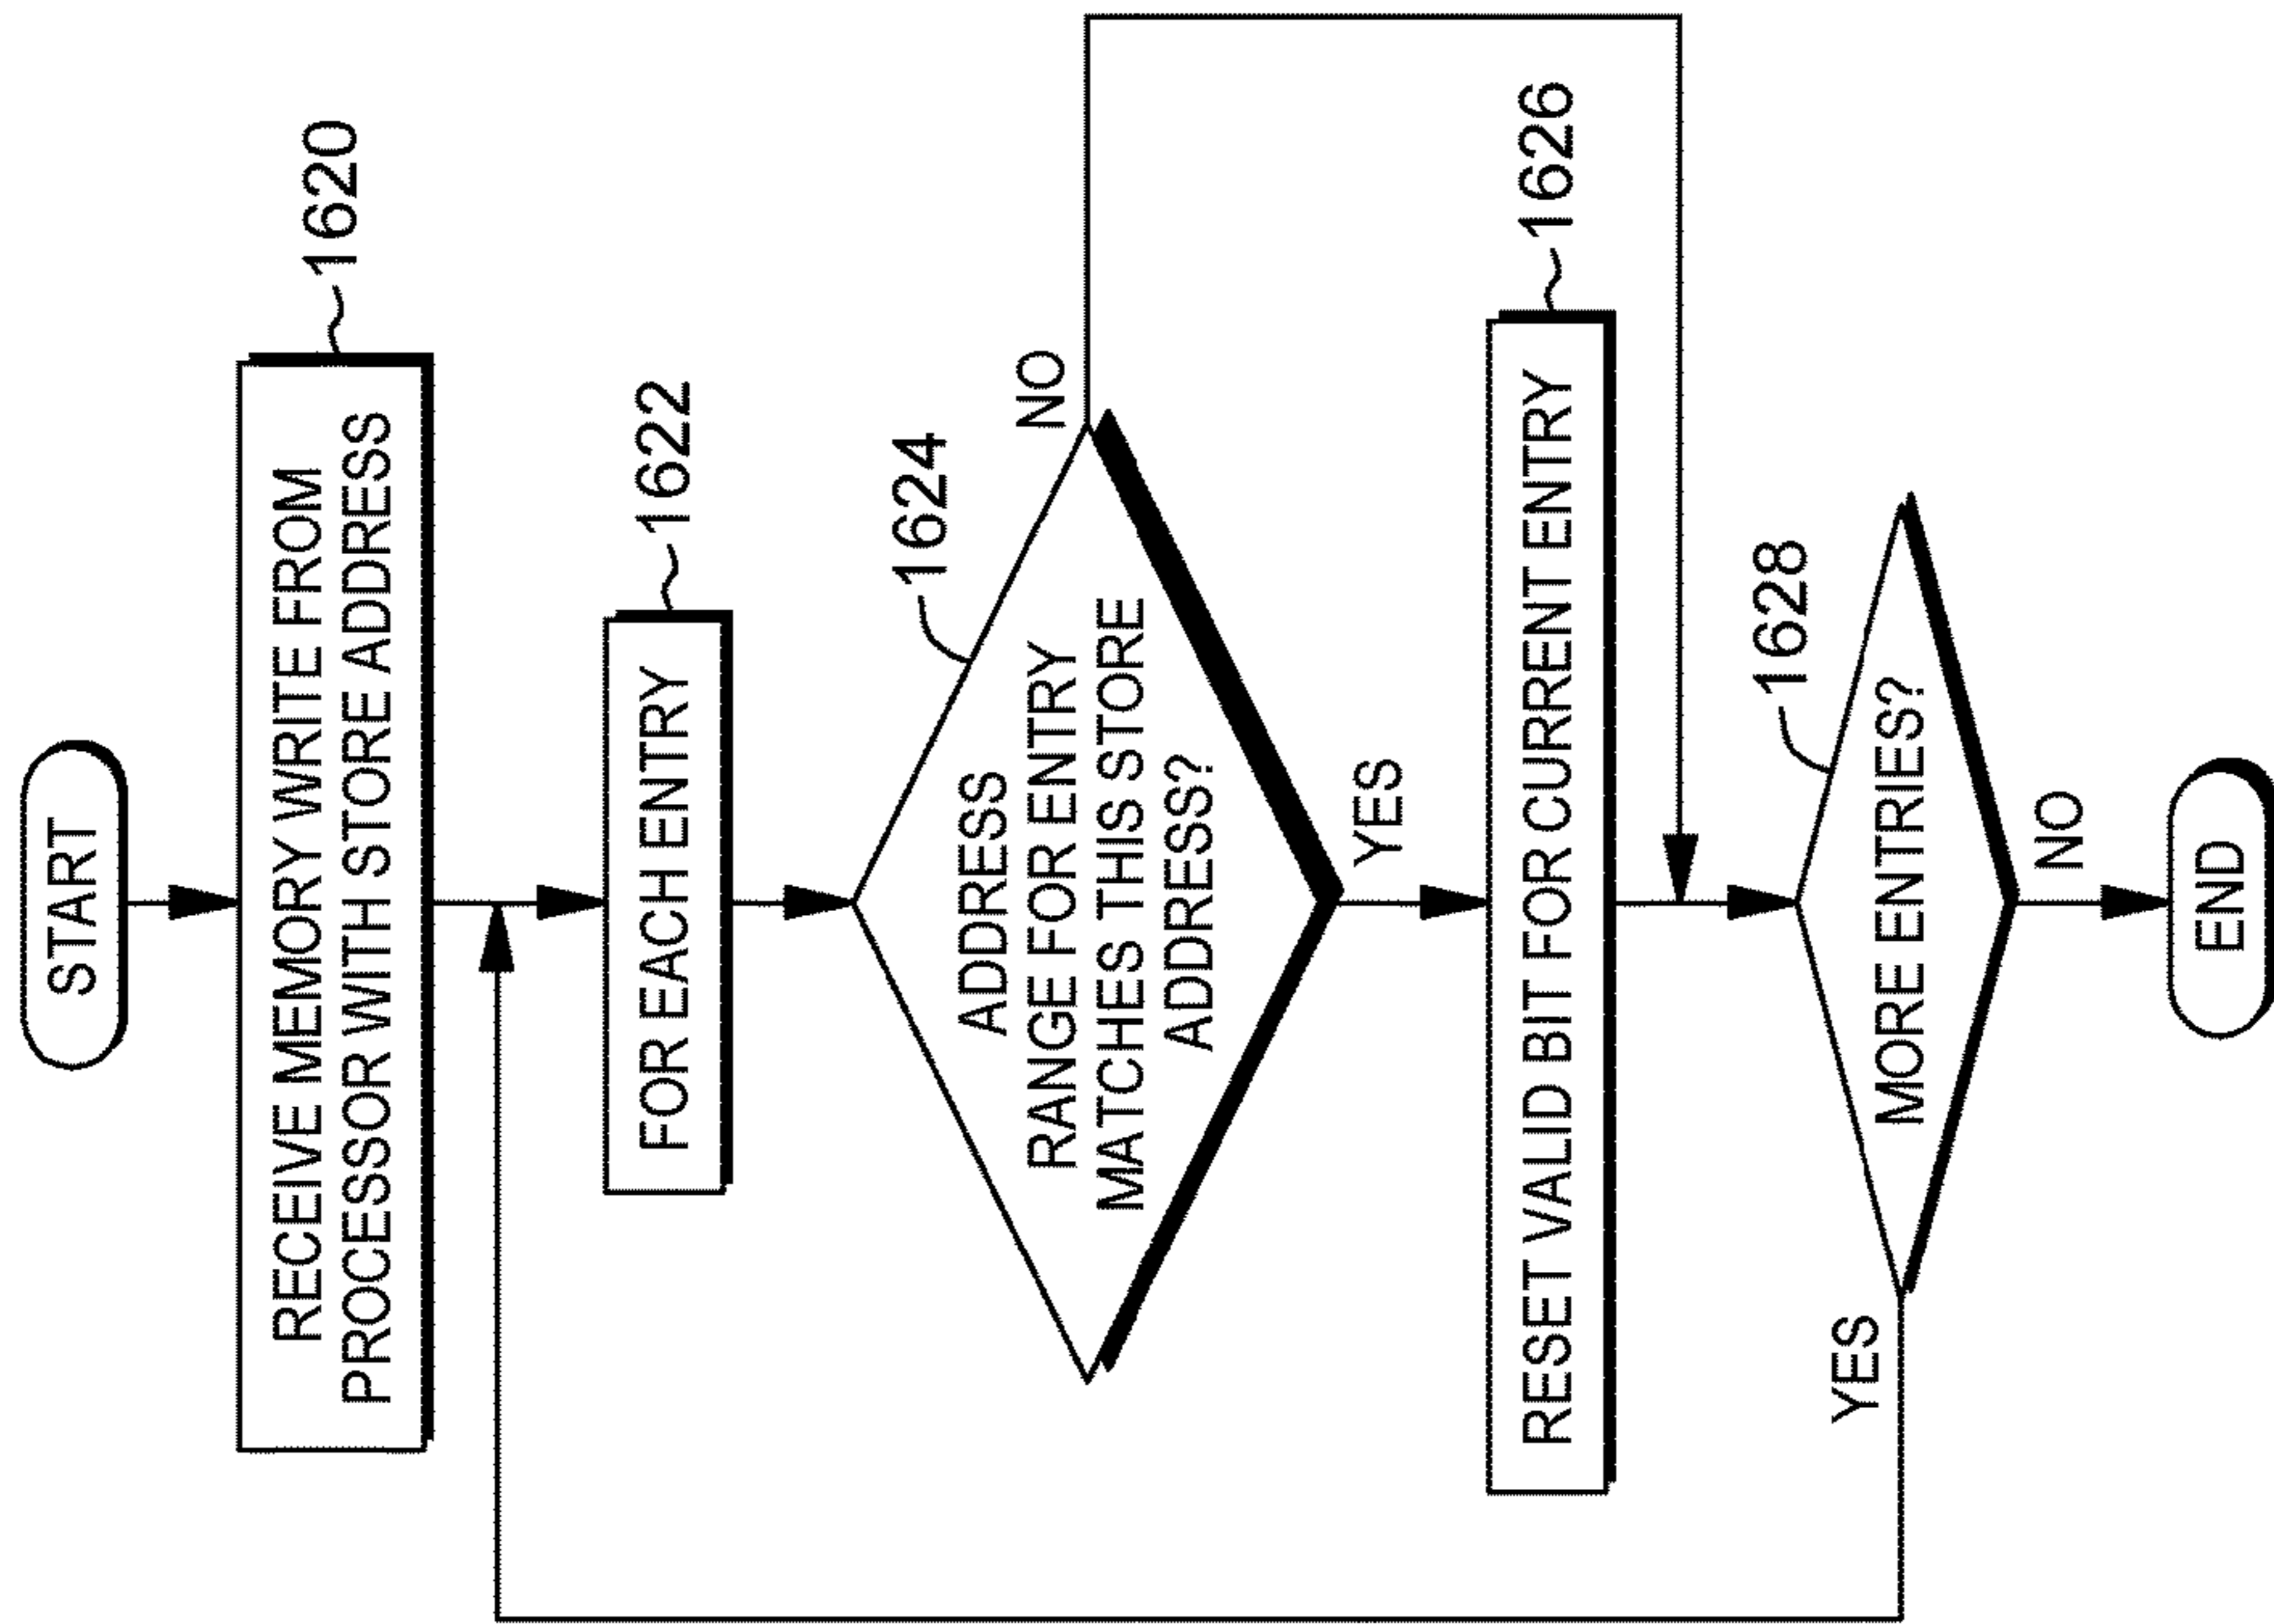 START
RECEIVE MEMORY WRITE FROM
PROCESSOR WITH STORE ADDRESS
1620
FOR EACH ENTRY
1622
ADDRESS
RANGE FOR ENTRY
MATCHES THIS STORE
ADDRESS?
1624
NO
YES
RESET VALID BIT FOR CURRENT ENTRY
1626
MORE ENTRIES?
1628
YES
NO
END